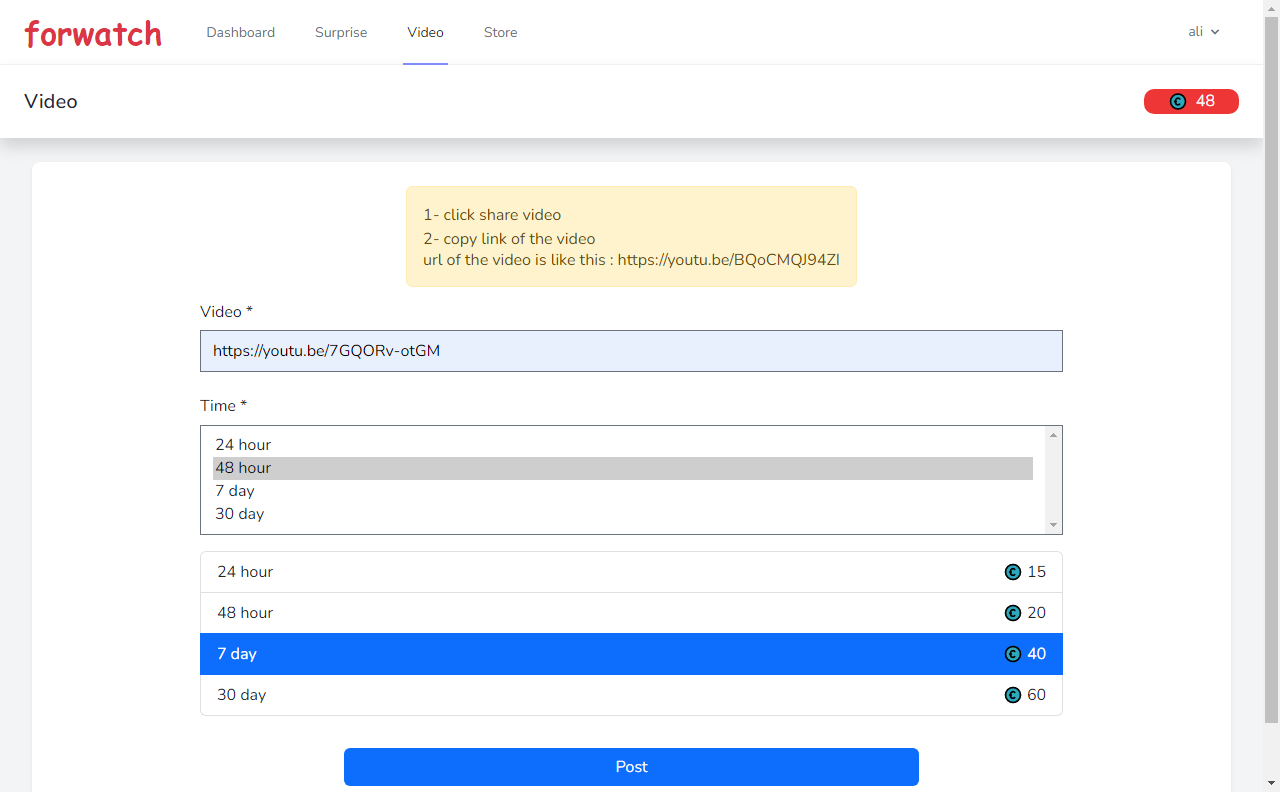 forwatch Dashboard Surprise Video Store ali
Video 48
1- click share video
2- copy link of the video
url of the video is like this : https://youtu.be/BQoCMQJ94ZI
Video *
https://youtu.be/7GQORv-otGM
Time *
24 hour
48 hour
7 day
30 day
24 hour 15
48 hour 20
7 day 40
30 day 60
Post